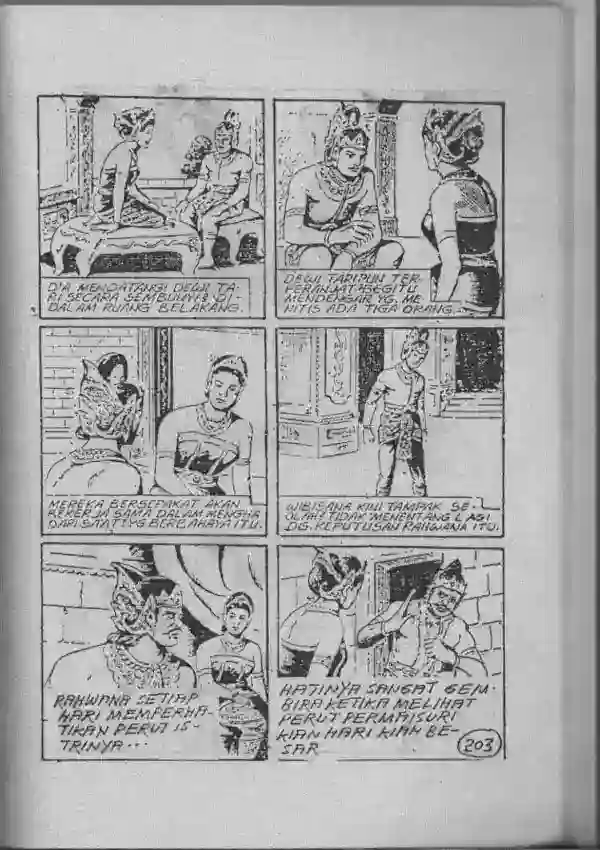 DIA MENDATANGI DEWI TA-
RI SECARA SEMBUNYI2 DI-
DALAM RUANG BELAKANG.
DEWI TARIPUN TER-
PERANJAT BEGITU
MENDENGAR YG. ME-
NITIS ADA TIGA ORANG.
MEREKA BERSEPAKAT AKAN
BEKERJA SAMA DALAM MENGHA
DAPI SAAT YG BERBAHAYA ITU.
WIBISANA KINI TAMPAK SE-
OLAH2 TIDAK MENENTANG LAGI
DG. KEPUTUSAN RAHWANA ITU.
RAHWANA SETIAP
HARI MEMPERHA-
TIKAN PERUT IS-
TRINYA...
HATINYA SANGAT GEM-
BIRA KETIKA MELIHAT
PERUT PERMAISURI
KIAN HARI KIAN BE-
SAR
203